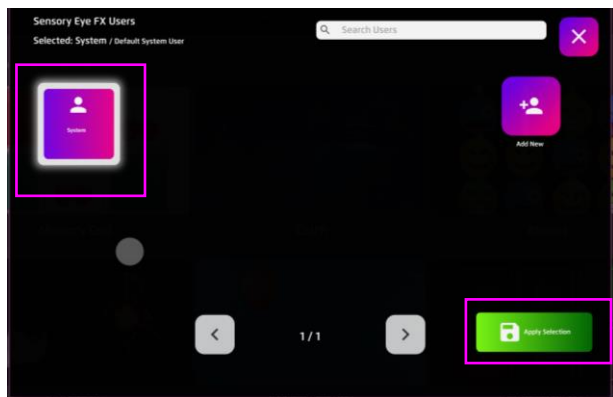 Sensory Eye FX Users
Selected: System / Default System User
Search Users
System
Add New
1 / 1
Apply Selection